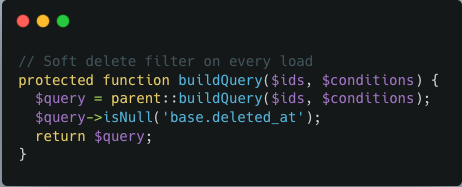 // Soft delete filter on every load
protected function buildQuery($ids, $conditions) {
  $query = parent::buildQuery($ids, $conditions);
  $query->isNull('base.deleted_at');
  return $query;
}